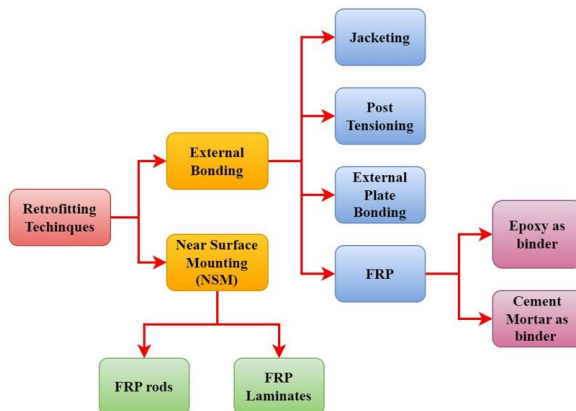 Retrofitting
Techinques
External
Bonding
Near Surface
Mounting
(NSM)
Jacketing
Post
Tensioning
External
Plate
Bonding
FRP
Epoxy as
binder
Cement
Mortar as
binder
FRP rods
FRP
Laminates